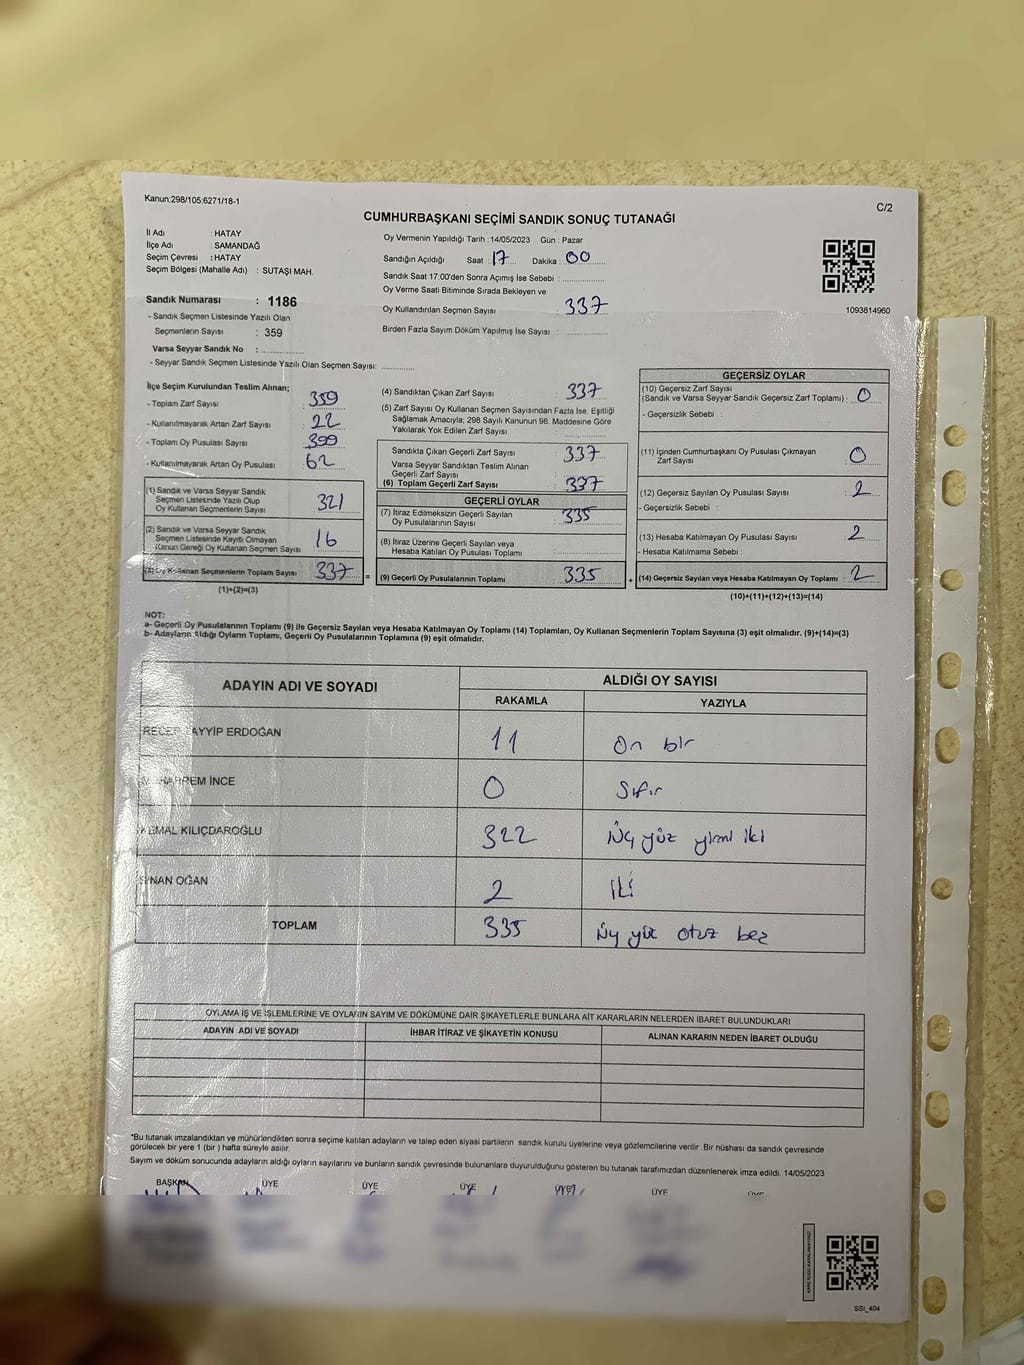 Kanun;298/105;6271/18-1
C/2
CUMHURBAŞKANI SEÇİMİ SANDIK SONUÇ TUTANAĞI
İl Adı : HATAY
İlçe Adı : SAMANDAĞ
Seçim Çevresi : HATAY
Seçim Bölgesi (Mahalle Adı) : SUTAŞI MAH.
Sandık Numarası : 1186
- Sandık Seçmen Listesinde Yazılı Olan
Seçmenlerin Sayısı : 359
Varsa Seyyar Sandık No :
- Seyyar Sandık Seçmen Listesinde Yazılı Olan Seçmen Sayısı:
Oy Vermenin Yapıldığı Tarih : 14/05/2023 Gün : Pazar
Sandığın Açıldığı Saat : 17 Dakika : 00
Sandık Saat 17:00'den Sonra Açılmış İse Sebebi :
Oy Verme Saati Bitiminde Sırada Bekleyen ve
Oy Kullandırılan Seçmen Sayısı : 337
Birden Fazla Sayım Döküm Yapılmış İse Sayısı :
1093814960
İlçe Seçim Kurulundan Teslim Alınan;
- Toplam Zarf Sayısı 359
- Kullanılmayarak Artan Zarf Sayısı 22
- Toplam Oy Pusulası Sayısı 399
- Kullanılmayarak Artan Oy Pusulası 62
(1) Sandık ve Varsa Seyyar Sandık
Seçmen Listesinde Yazılı Olup
Oy Kullanan Seçmenlerin Sayısı 321
(2) Sandık ve Varsa Seyyar Sandık
Seçmen Listesinde Kayıtlı Olmayan
Kanun Gereği Oy Kullanan Seçmen Sayısı 16
(3) Oy Kullanan Seçmenlerin Toplam Sayısı 337 =
(1)+(2)=(3)
(4) Sandıktan Çıkan Zarf Sayısı 337
(5) Zarf Sayısı Oy Kullanan Seçmen Sayısından Fazla İse, Eşitliği
Sağlamak Amacıyla; 298 Sayılı Kanunun 98. Maddesine Göre
Yakılarak Yok Edilen Zarf Sayısı :
Sandıkta Çıkan Geçerli Zarf Sayısı : 337
Varsa Seyyar Sandıktan Teslim Alınan
Geçerli Zarf Sayısı :
(6) Toplam Geçerli Zarf Sayısı : 337
GEÇERLİ OYLAR
(7) İtiraz Edilmeksizin Geçerli Sayılan
Oy Pusulalarının Sayısı : 335
(8) İtiraz Üzerine Geçerli Sayılan veya
Hesaba Katılan Oy Pusulası Toplamı :
(9) Geçerli Oy Pusulalarının Toplamı : 335 +
GEÇERSİZ OYLAR
(10) Geçersiz Zarf Sayısı
(Sandık ve Varsa Seyyar Sandık Geçersiz Zarf Toplamı) : 0
- Geçersizlik Sebebi :
(11) İçinden Cumhurbaşkanı Oy Pusulası Çıkmayan
Zarf Sayısı 0
(12) Geçersiz Sayılan Oy Pusulası Sayısı : 2
- Geçersizlik Sebebi :
(13) Hesaba Katılmayan Oy Pusulası Sayısı : 2
- Hesaba Katılmama Sebebi :
(14) Geçersiz Sayılan veya Hesaba Katılmayan Oy Toplamı : 2
(10)+(11)+(12)+(13)=(14)
NOT:
a- Geçerli Oy Pusulalarının Toplamı (9) ile Geçersiz Sayılan veya Hesaba Katılmayan Oy Toplamı (14) Toplamları, Oy Kullanan Seçmenlerin Toplam Sayısına (3) eşit olmalıdır. (9)+(14)=(3)
b- Adayların Aldığı Oyların Toplamı, Geçerli Oy Pusulalarının Toplamına (9) eşit olmalıdır.
ADAYIN ADI VE SOYADI ALDIĞI OY SAYISI
RAKAMLA YAZIYLA
RECEP TAYYİP ERDOĞAN 11 On bir
MUHARREM İNCE 0 Sıfır
KEMAL KILIÇDAROĞLU 322 Üç yüz yirmi iki
SİNAN OĞAN 2 iki
TOPLAM 335 Üç yüz otuz beş
OYLAMA İŞ VE İŞLEMLERİNE VE OYLARIN SAYIM VE DÖKÜMÜNE DAİR ŞİKAYETLERLE BUNLARA AİT KARARLARIN NELERDEN İBARET BULUNDUKLARI
ADAYIN ADI VE SOYADI İHBAR İTİRAZ VE ŞİKAYETİN KONUSU ALINAN KARARIN NEDEN İBARET OLDUĞU
*Bu tutanak imzalandıktan ve mühürlendikten sonra seçime katılan adayların ve talep eden siyasi partilerin sandık kurulu üyelerine veya gözlemcilerine verilir. Bir nüshası da sandık çevresinde
görülecek bir yere 1 (bir) hafta süreyle asılır.
Sayım ve döküm sonucunda adayların aldığı oyların sayılarını ve bunların sandık çevresinde bulunanlara duyurulduğunu gösteren bu tutanak tarafımızdan düzenlenerek imza edildi. 14/05/2023
BAŞKAN ÜYE ÜYE ÜYE ÜYE ÜYE ÜYE
SSI_404